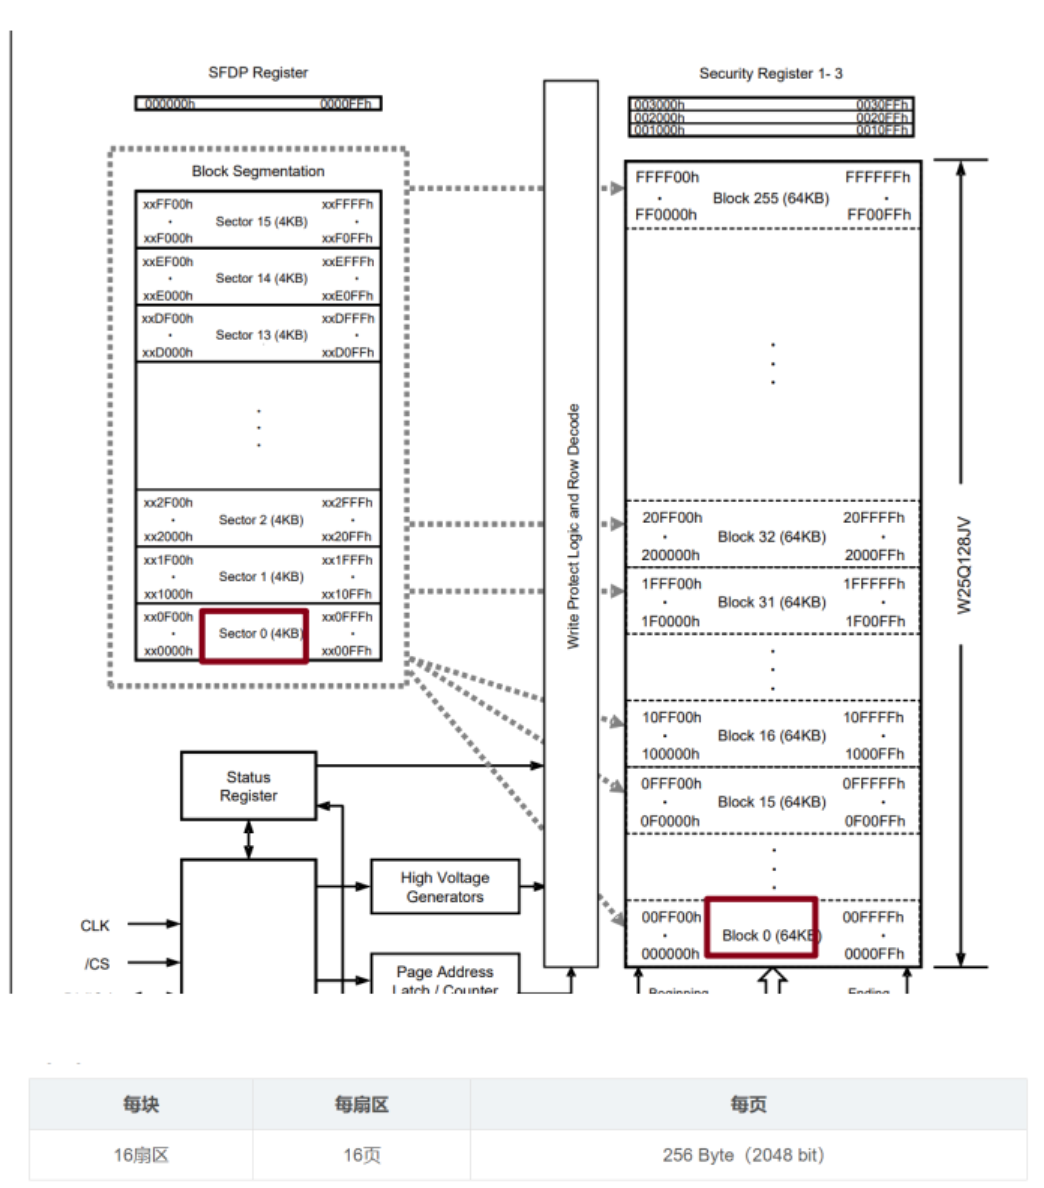 SFDP Register
000000h 0000FFh
Block Segmentation
xxFF00h xxFFFFh
Sector 15 (4KB)
xxF000h xxF0FFh
xxEF00h xxEFFFh
Sector 14 (4KB)
xxE000h xxE0FFh
xxDF00h xxDFFFh
Sector 13 (4KB)
xxD000h xxD0FFh
xx2F00h xx2FFFh
Sector 2 (4KB)
xx2000h xx20FFh
xx1F00h xx1FFFh
Sector 1 (4KB)
xx1000h xx10FFh
xx0F00h xx0FFFh
Sector 0 (4KB)
xx0000h xx00FFh
Write Protect Logic and Row Decode
Security Register 1- 3
003000h 0030FFh
002000h 0020FFh
001000h 0010FFh
FFFF00h FFFFFFh
Block 255 (64KB)
FF0000h FF00FFh
20FF00h 20FFFFh
Block 32 (64KB)
200000h 2000FFh
1FFF00h 1FFFFFh
Block 31 (64KB)
1F0000h 1F00FFh
10FF00h 10FFFFh
Block 16 (64KB)
100000h 1000FFh
0FFF00h 0FFFFFh
Block 15 (64KB)
0F0000h 0F00FFh
00FF00h 00FFFFh
Block 0 (64KB)
000000h 0000FFh
W25Q128JV
Status
Register
High Voltage
Generators
CLK
/CS
Page Address
Latch / Counter
Beginning Ending
每块 每扇区 每页
16扇区 16页 256 Byte（2048 bit）